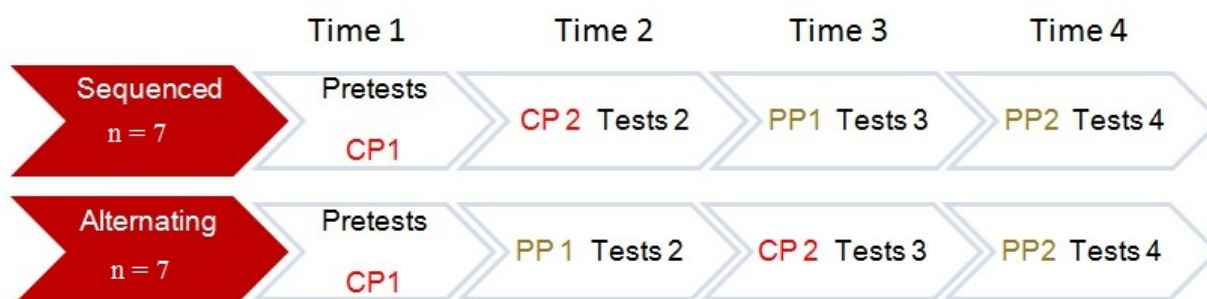 Time 1 Time 2 Time 3 Time 4
Sequenced
n = 7
Pretests
CP1
CP 2 Tests 2
PP1 Tests 3
PP2 Tests 4
Alternating
n = 7
Pretests
CP1
PP 1 Tests 2
CP 2 Tests 3
PP2 Tests 4